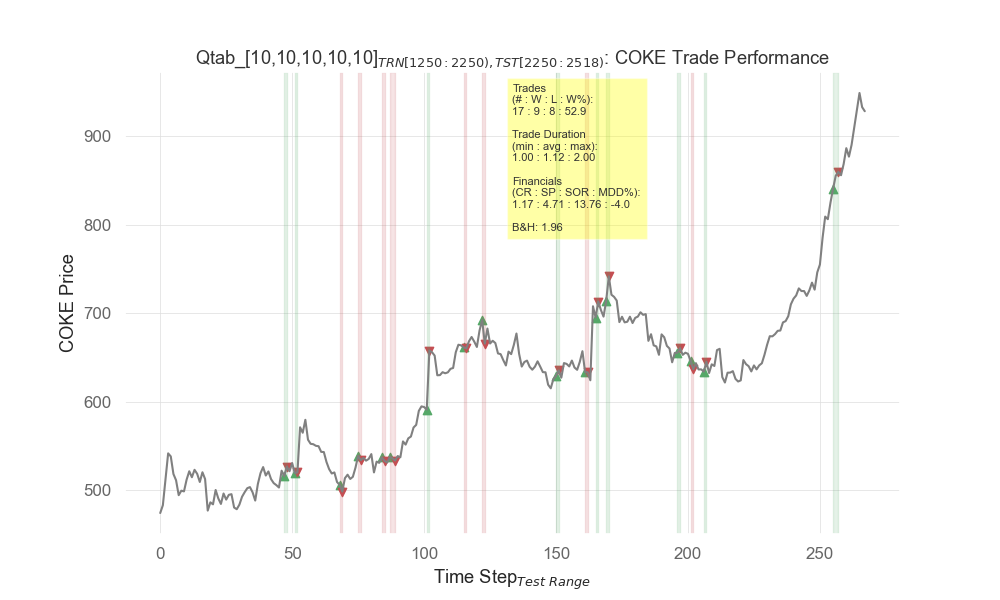 Qtab_[10,10,10,10,10]TRN[1250:2250),TST[2250:2518): COKE Trade Performance
Trades
(# : W : L : W%):
17 : 9 : 8 : 52.9
Trade Duration
(min : avg : max):
1.00 : 1.12 : 2.00
Financials
(CR : SP : SOR : MDD%):
1.17 : 4.71 : 13.76 : -4.0
B&H: 1.96
COKE Price
900
800
700
600
500
0 50 100 150 200 250
Time StepTest Range